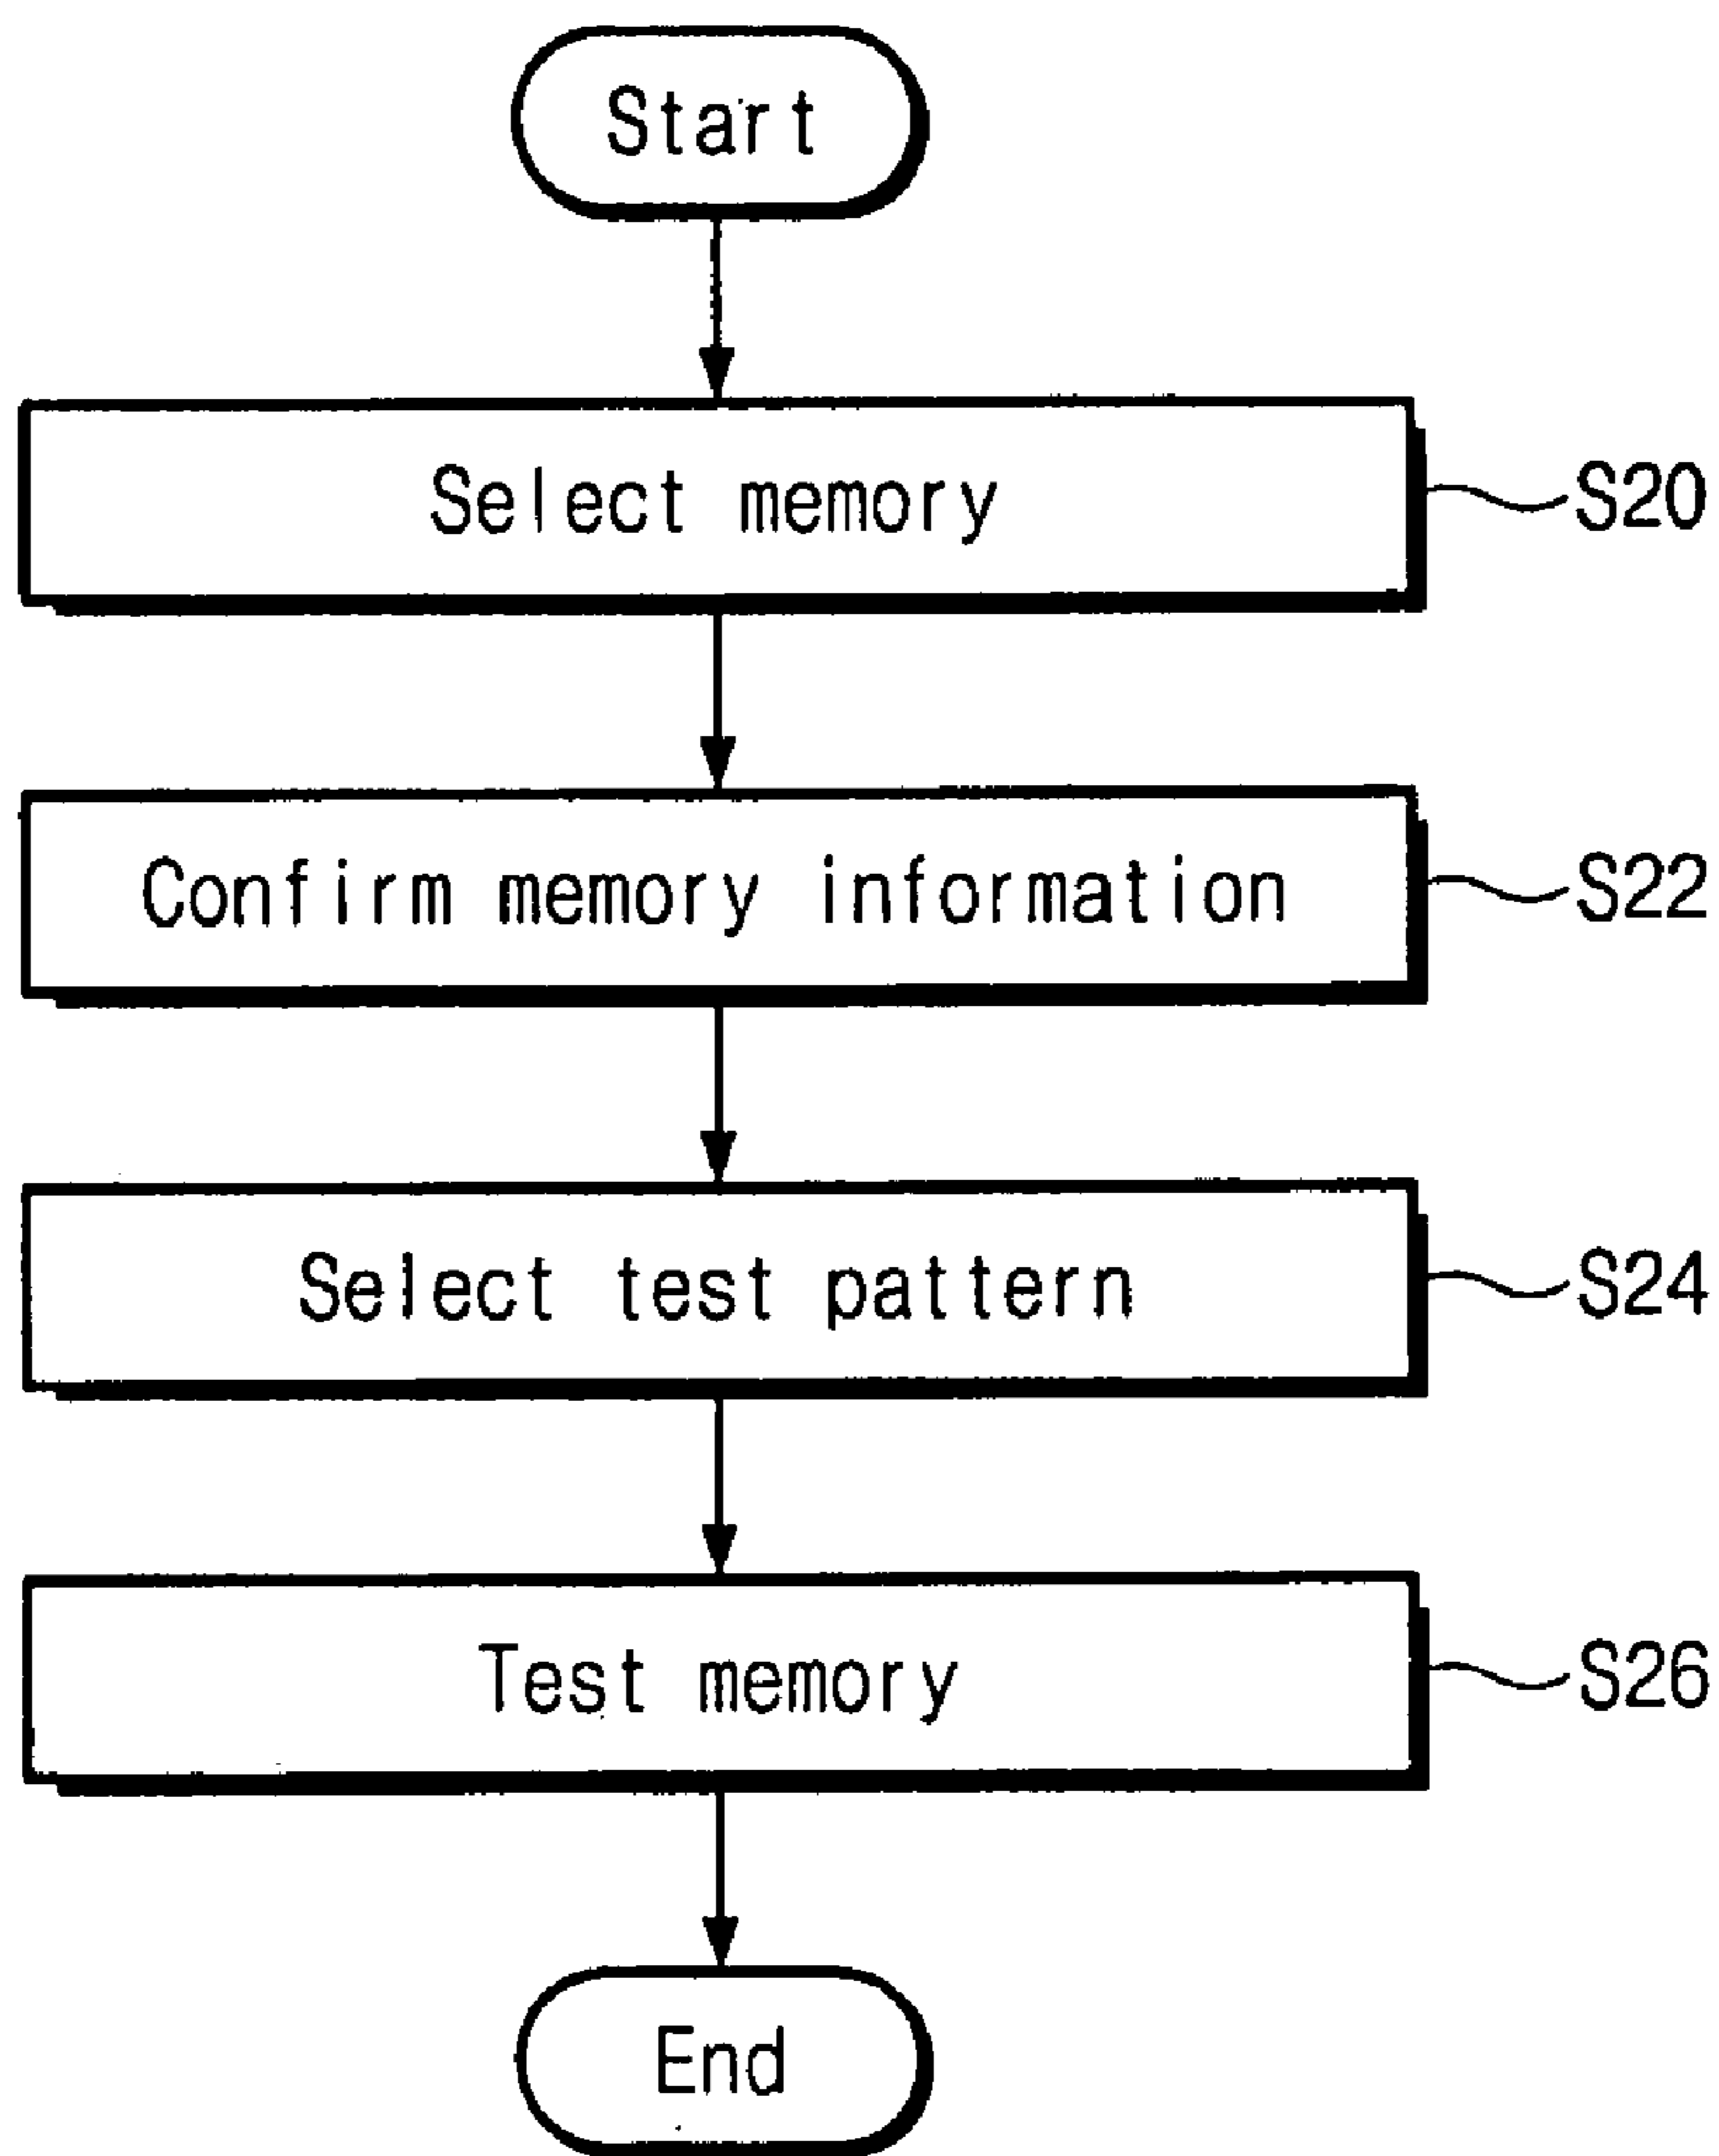 Start
Select memory
S20
Confirm memory information
S22
Select test pattern
S24
Test memory
S26
End